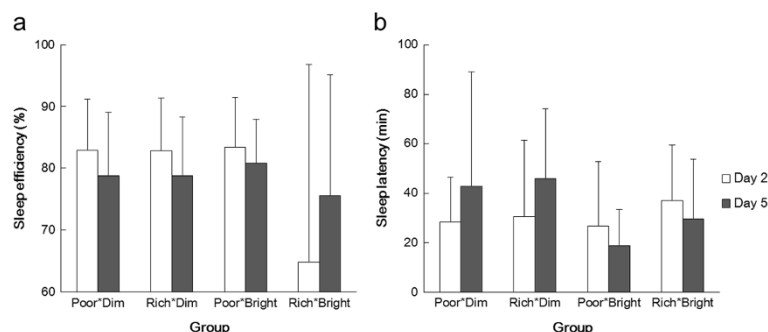 a
100
90
80
70
60
Sleep efficiency (%)
Poor*Dim Rich*Dim Poor*Bright Rich*Bright
Group
b
100
80
60
40
20
0
Sleep latency (min)
Poor*Dim Rich*Dim Poor*Bright Rich*Bright
Group
Day 2
Day 5